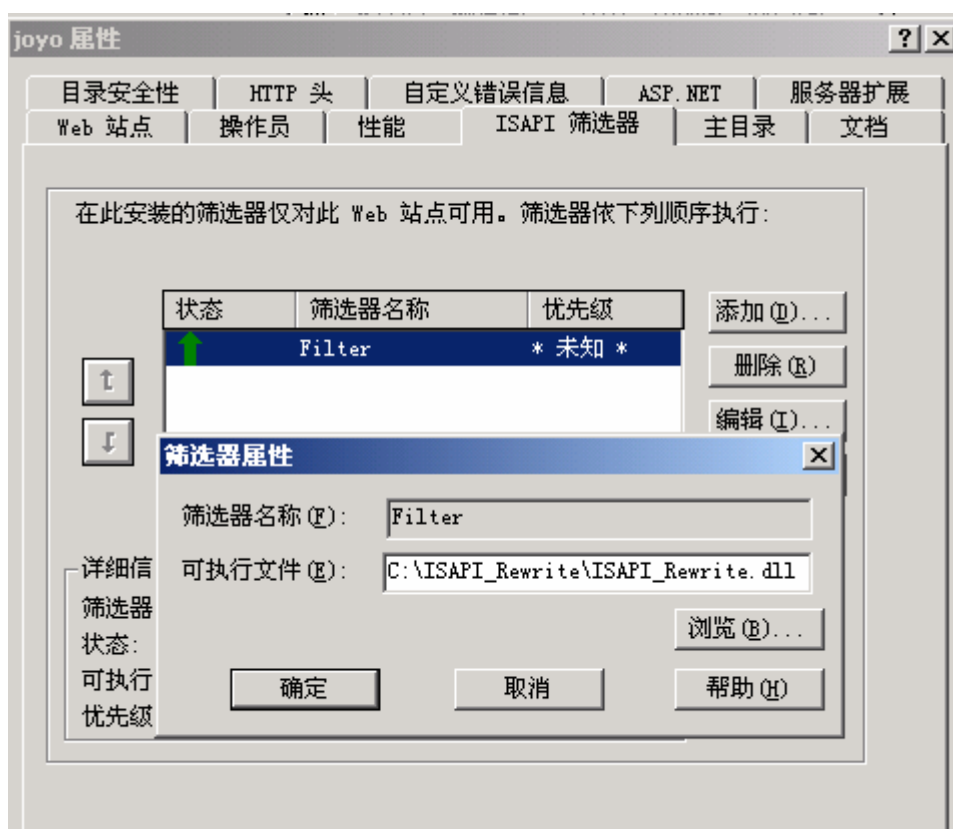 joyo 属性
目录安全性 HTTP 头 自定义错误信息 ASP.NET 服务器扩展
Web 站点 操作员 性能 ISAPI 筛选器 主目录 文档
在此安装的筛选器仅对此 Web 站点可用。筛选器依下列顺序执行:
状态 筛选器名称 优先级 添加(D)...
Filter * 未知 *
删除(R)
编辑(I)...
筛选器属性
筛选器名称(F): Filter
可执行文件(E): C:\ISAPI_Rewrite\ISAPI_Rewrite.dll
浏览(B)...
确定 取消 帮助(H)
详细信
筛选器
状态:
可执行
优先级